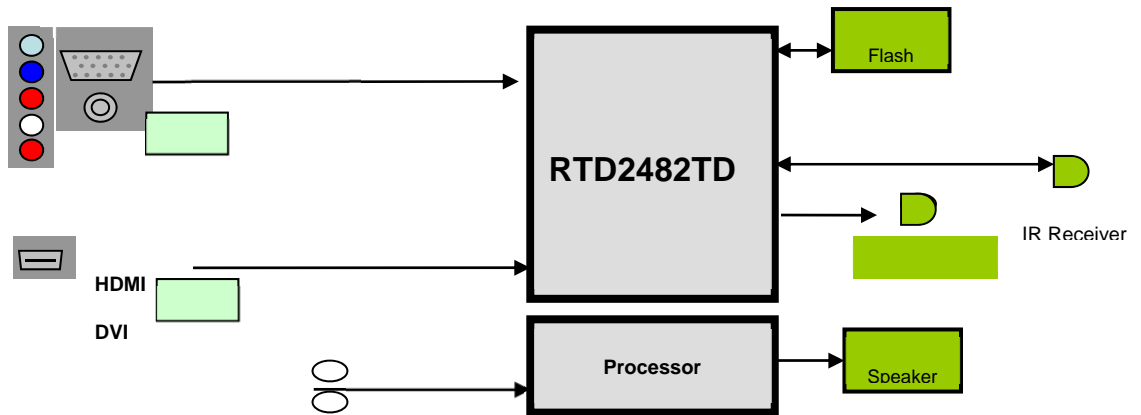 Flash
RTD2482TD
IR Receiver
HDMI
DVI
Processor
Speaker